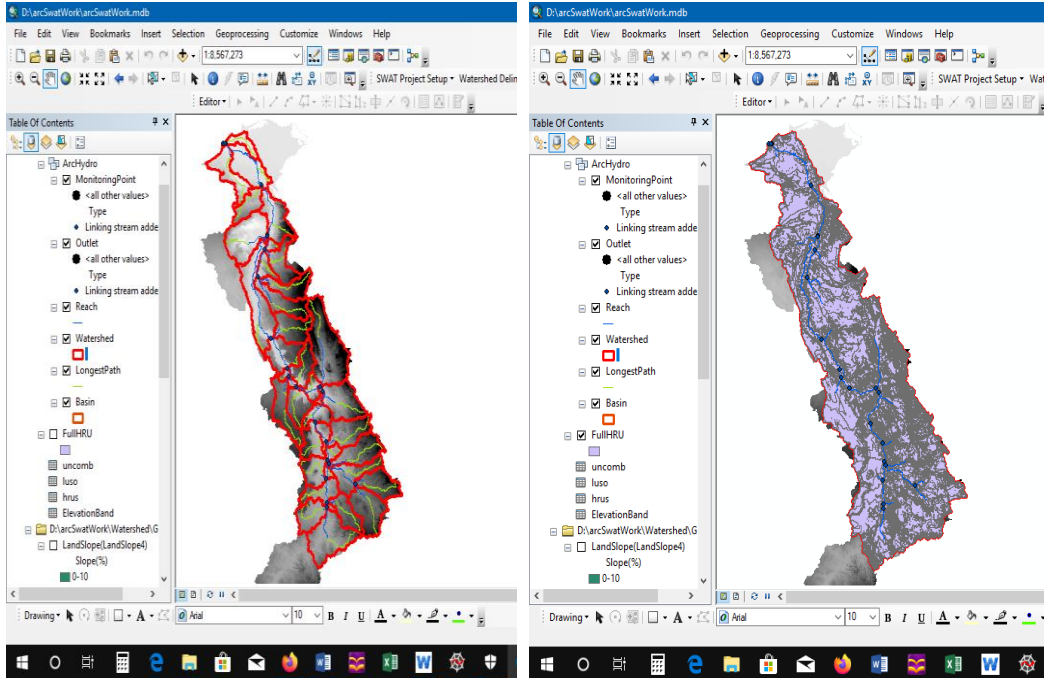 D:\arcSwatWork\arcSwatWork.mdb
File Edit View Bookmarks Insert Selection Geoprocessing Customize Windows Help
1:8,567,273
SWAT Project Setup Watershed Delin
Editor
Table Of Contents
ArcHydro
MonitoringPoint
<all other values>
Type
Linking stream adde
Outlet
<all other values>
Type
Linking stream adde
Reach
Watershed
LongestPath
Basin
FullHRU
uncomb
luso
hrus
ElevationBand
D:\arcSwatWork\Watershed\G
LandSlope(LandSlope4)
Slope(%)
0-10
Drawing A Arial 10 B I U A
D:\arcSwatWork\arcSwatWork.mdb
File Edit View Bookmarks Insert Selection Geoprocessing Customize Windows Help
1:8,567,273
SWAT Project Setup Wat
Editor
Table Of Contents
ArcHydro
MonitoringPoint
<all other values>
Type
Linking stream adde
Outlet
<all other values>
Type
Linking stream adde
Reach
Watershed
LongestPath
Basin
FullHRU
uncomb
luso
hrus
ElevationBand
D:\arcSwatWork\Watershed\G
LandSlope(LandSlope4)
Slope(%)
0-10
Drawing A Arial 10 B I U A